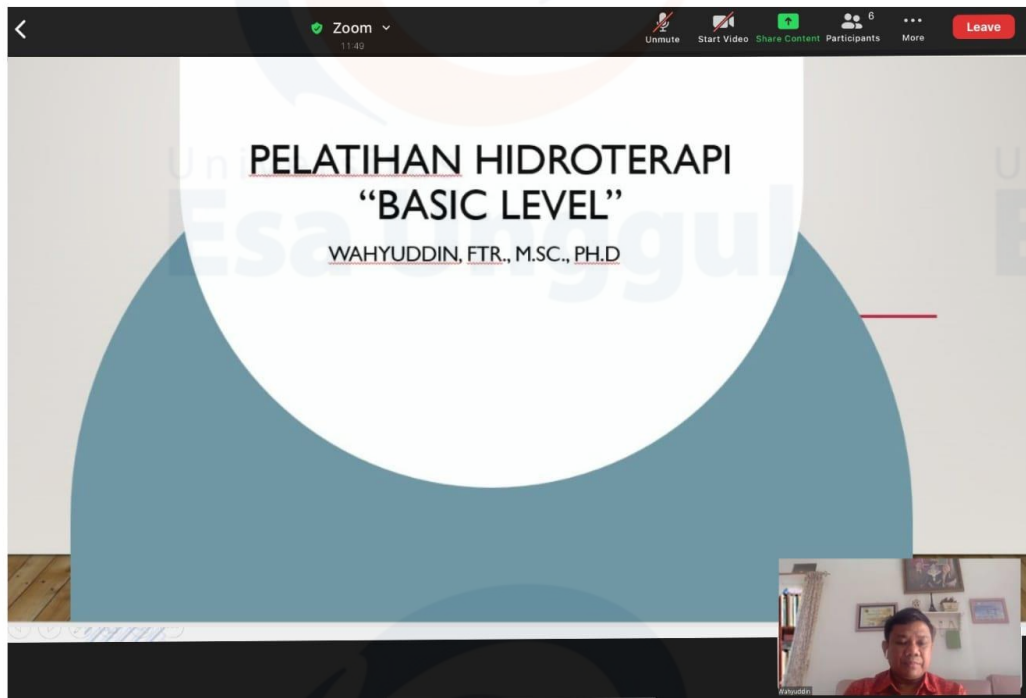 Zoom
11:49
Unmute
Start Video
Share Content
Participants
6
More
Leave
PELATIHAN HIDROTERAPI
“BASIC LEVEL”
WAHYUDDIN, FTR., M.SC., PH.D
Esa Unggul
Wahyuddin